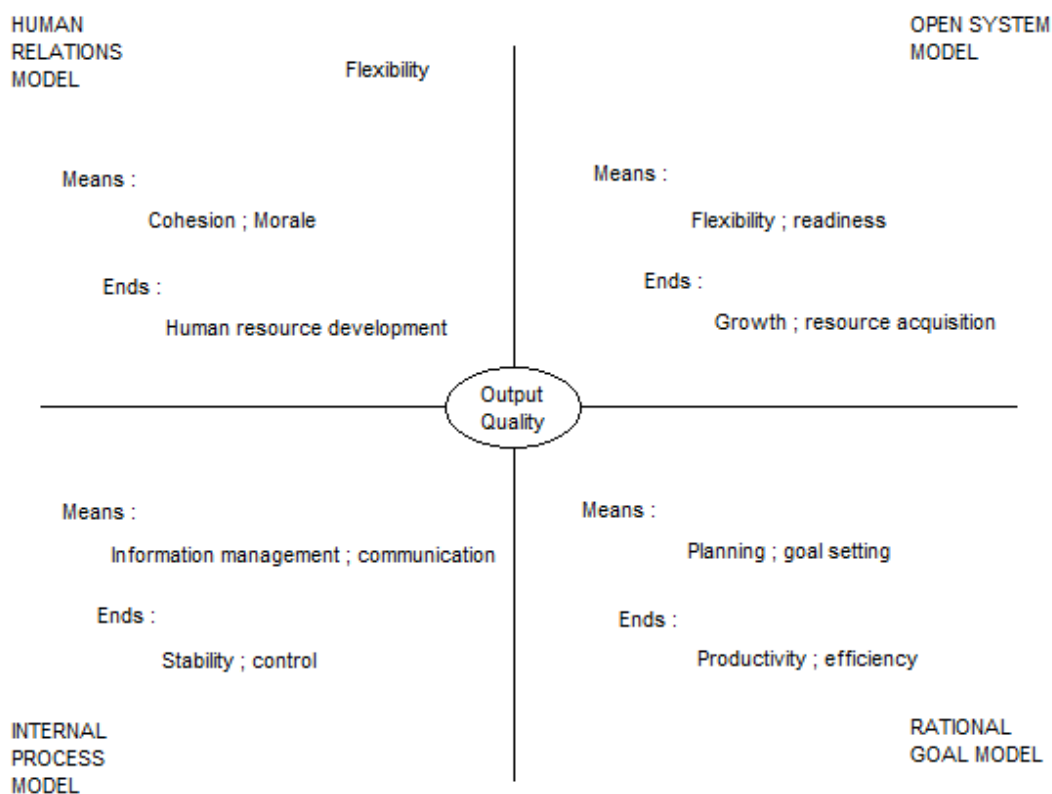 HUMAN
RELATIONS
MODEL
Flexibility
OPEN SYSTEM
MODEL
Means :
Cohesion ; Morale
Ends :
Human resource development
Means :
Flexibility ; readiness
Ends :
Growth ; resource acquisition
Output
Quality
Means :
Information management ; communication
Ends :
Stability ; control
INTERNAL
PROCESS
MODEL
Means :
Planning ; goal setting
Ends :
Productivity ; efficiency
RATIONAL
GOAL MODEL